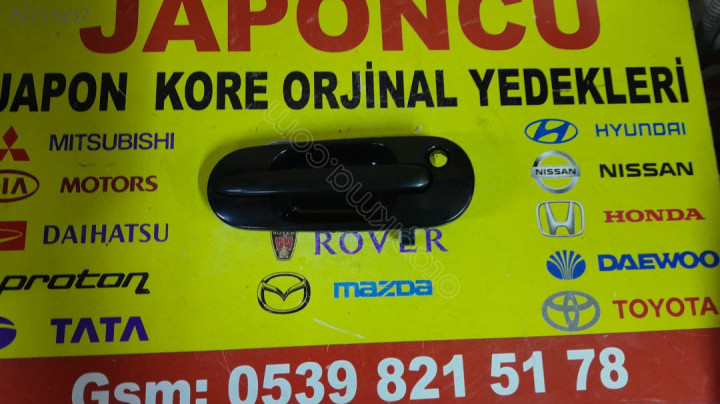 JAPONCU
JAPON KORE ORJİNAL YEDEKLERİ
MITSUBISHI
KIA MOTORS
DAIHATSU
proton
TATA
ROVER
mazda
HYUNDAI
NISSAN NISSAN
HONDA
DAEWOO
TOYOTA
Gsm: 0539 821 51 78